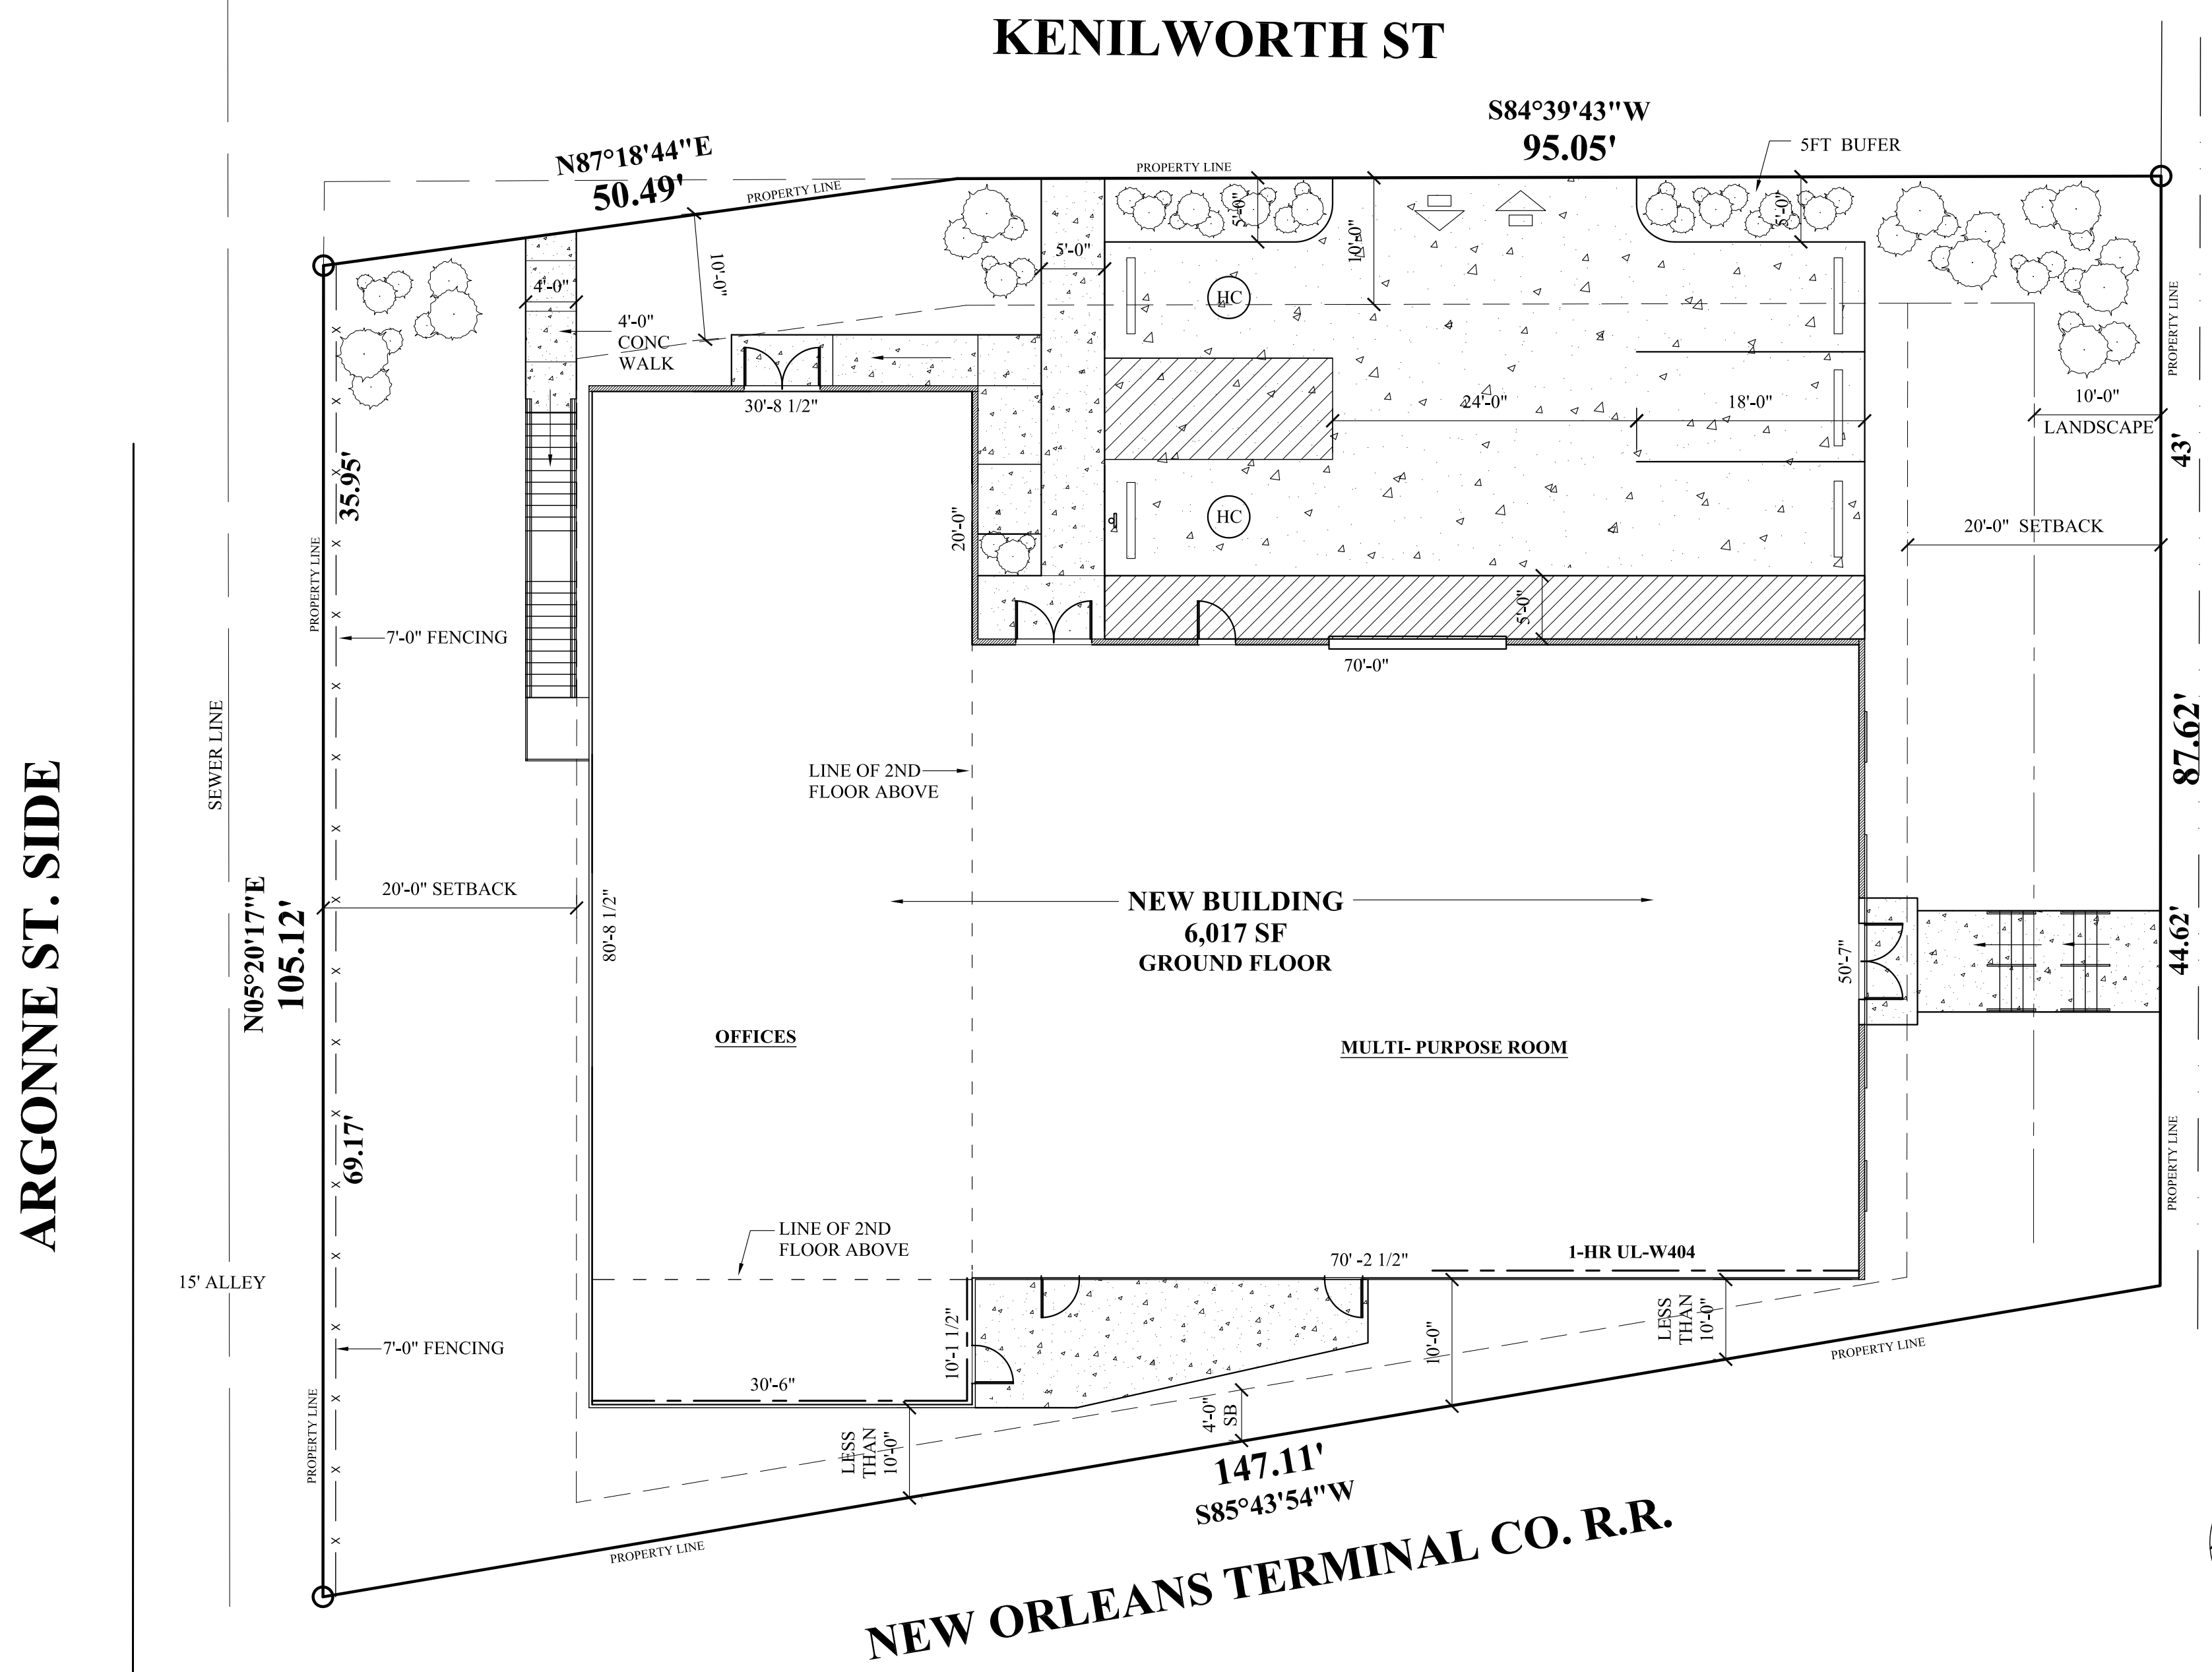 KENILWORTH ST
S84°39'43"W
95.05'
N87°18'44"E
50.49'
PROPERTY LINE
PROPERTY LINE
5FT BUFER
5'-0"
5'-0"
10'-0"
10'-0"
5'-0"
4'-0"
4'-0"
CONC
WALK
HC
PROPERTY LINE
30'-8 1/2"
24'-0"
18'-0"
10'-0"
LANDSCAPE
43'
35.95'
HC
20'-0"
20'-0" SETBACK
PROPERTY LINE
7'-0" FENCING
5'-0"
70'-0"
SEWER LINE
87.62'
LINE OF 2ND
FLOOR ABOVE
ARGONNE ST. SIDE
N05°20'17"E
105.12'
20'-0" SETBACK
80'-8 1/2"
NEW BUILDING
6,017 SF
GROUND FLOOR
50'-7"
44.62'
OFFICES
MULTI- PURPOSE ROOM
69.17'
PROPERTY LINE
LINE OF 2ND
FLOOR ABOVE
70' -2 1/2"
1-HR UL-W404
15' ALLEY
7'-0" FENCING
10'-1 1/2"
10'-0"
LESS
THAN
10'-0"
PROPERTY LINE
30'-6"
4'-0"
SB
LESS
THAN
10'-0"
PROPERTY LINE
147.11'
S85°43'54"W
PROPERTY LINE
NEW ORLEANS TERMINAL CO. R.R.